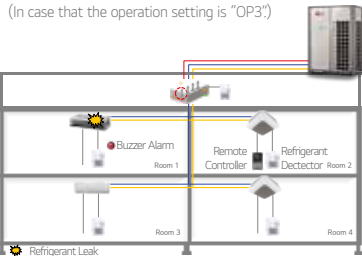 (In case that the operation setting is "OP3".)
Buzzer Alarm
Room 1
Remote Controller
Refrigerant Dectector
Room 2
Room 3
Room 4
Refrigerant Leak